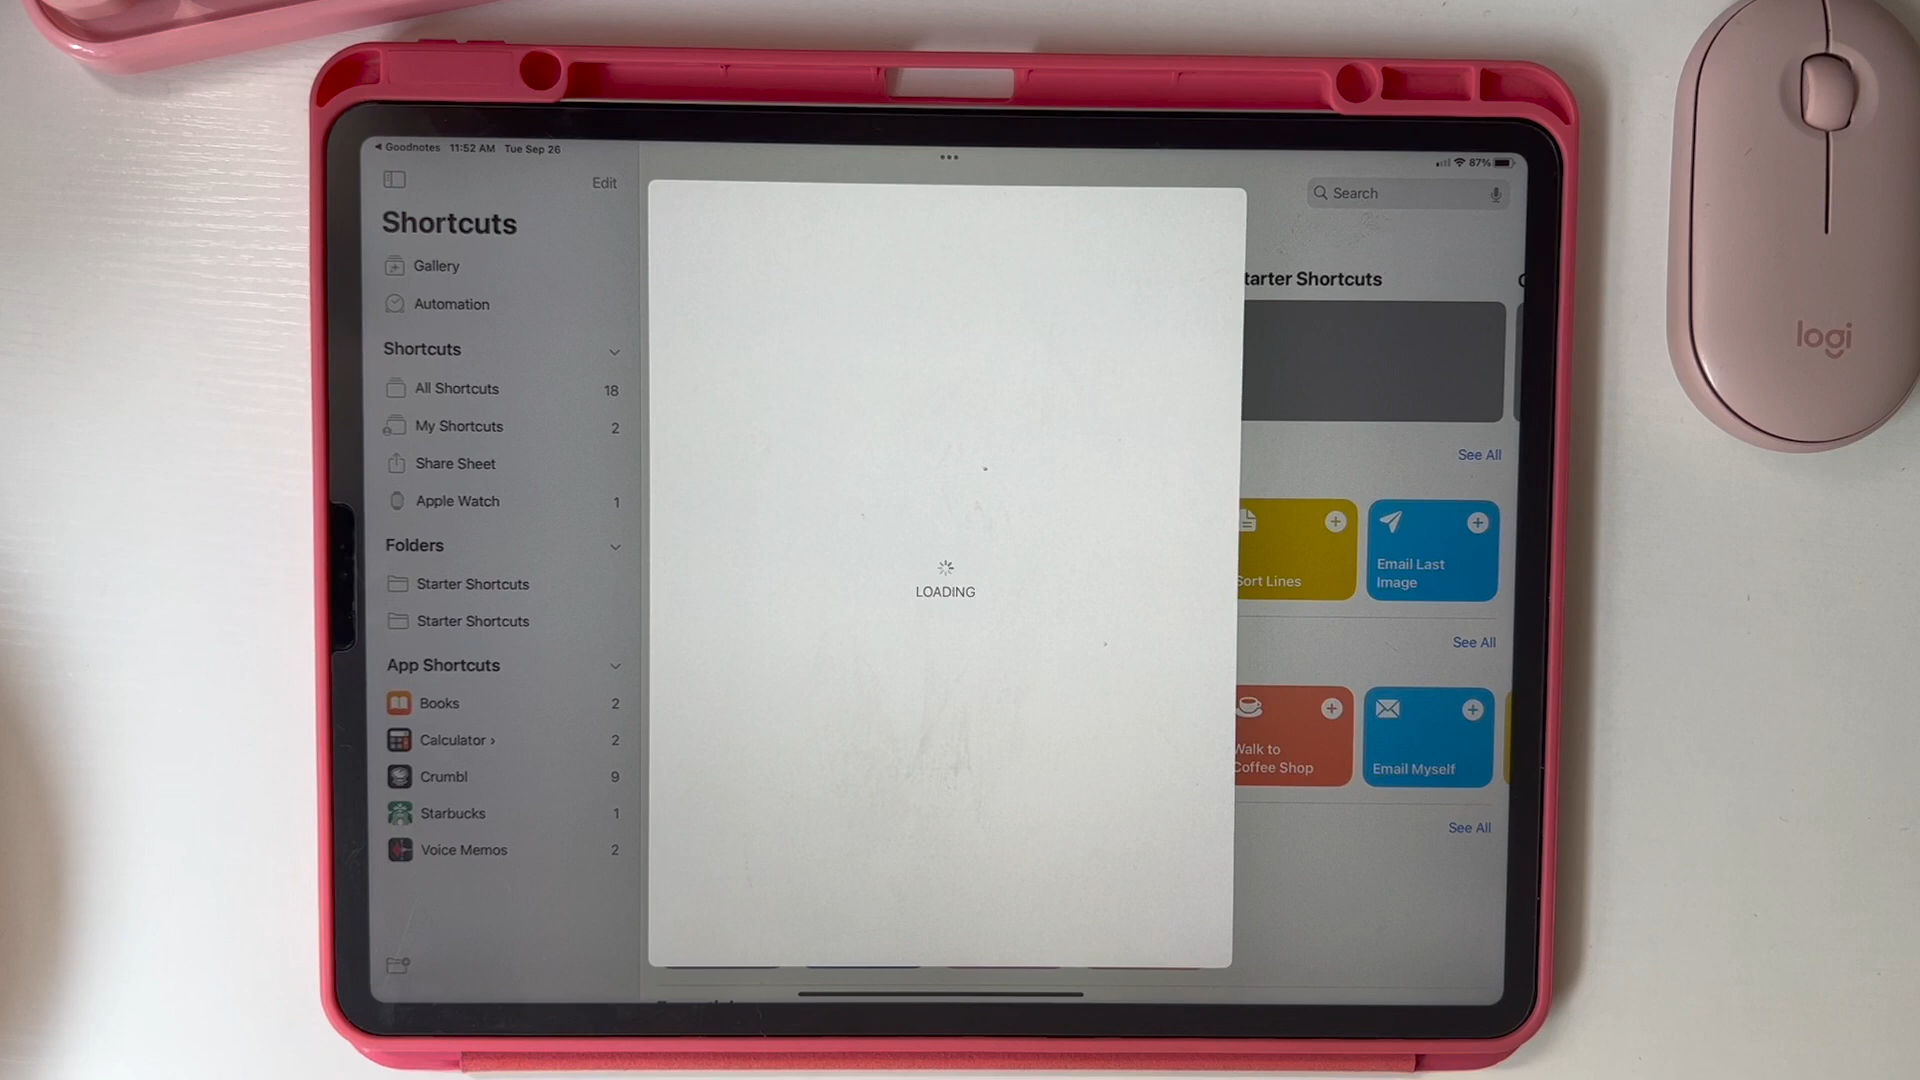 ◀ Goodnotes 11:52 AM Tue Sep 26
87%
Edit
Shortcuts
Gallery
Automation
Shortcuts
All Shortcuts 18
My Shortcuts 2
Share Sheet
Apple Watch 1
Folders
Starter Shortcuts
Starter Shortcuts
App Shortcuts
Books 2
Calculator › 2
Crumbl 9
Starbucks 1
Voice Memos 2
LOADING
Search
tarter Shortcuts
See All
Sort Lines
Email Last
Image
See All
Walk to
Coffee Shop
Email Myself
See All
logi